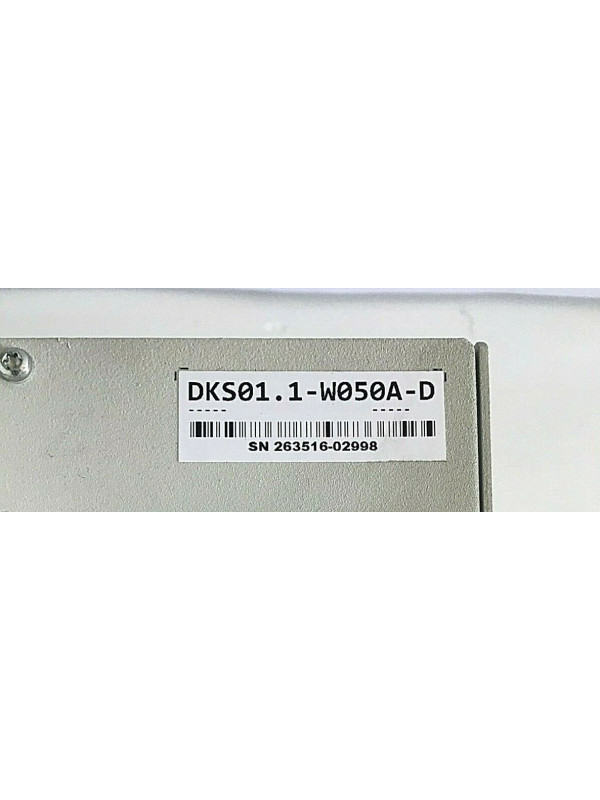 DKS01.1-W050A-D
----- -----
SN 263516-02998